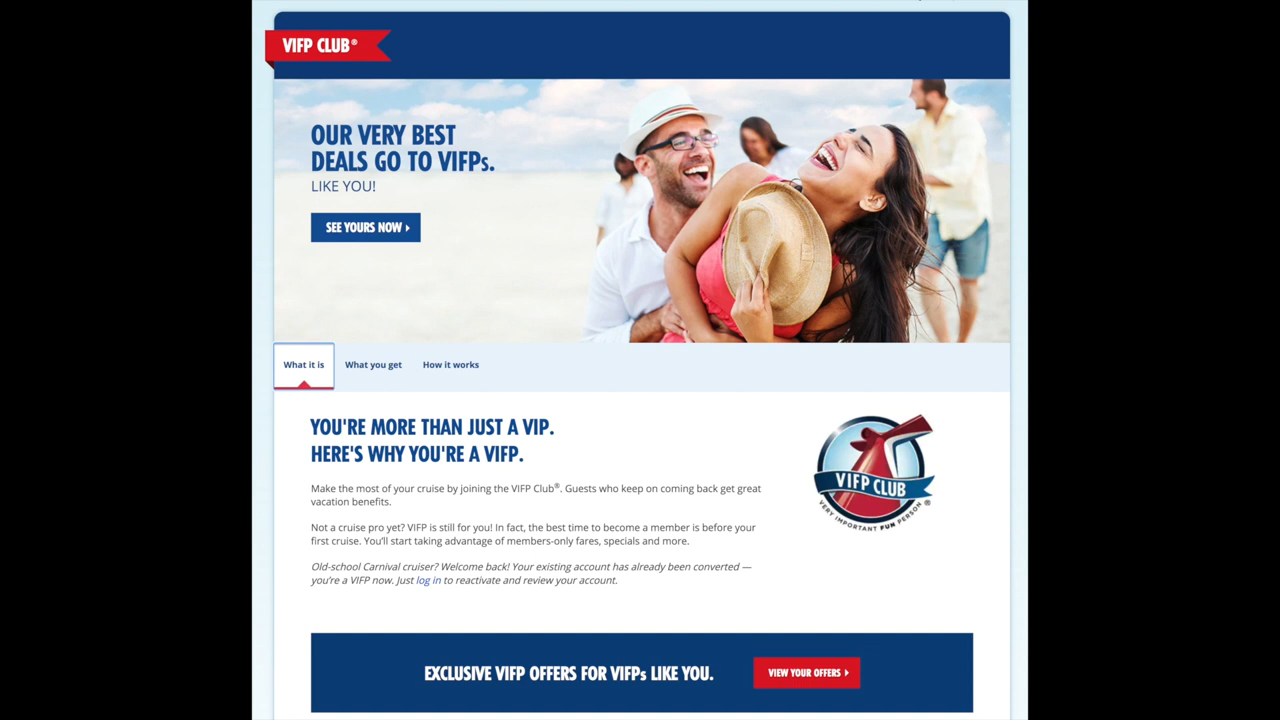 VIFP CLUB®
OUR VERY BEST
DEALS GO TO VIFPs.
LIKE YOU!
SEE YOURS NOW
What it is
What you get
How it works
YOU'RE MORE THAN JUST A VIP.
HERE'S WHY YOU'RE A VIFP.
Make the most of your cruise by joining the VIFP Club®. Guests who keep on coming back get great
vacation benefits.
Not a cruise pro yet? VIFP is still for you! In fact, the best time to become a member is before your
first cruise. You'll start taking advantage of members-only fares, specials and more.
Old-school Carnival cruiser? Welcome back! Your existing account has already been converted —
you're a VIFP now. Just log in to reactivate and review your account.
VIFP CLUB
VERY IMPORTANT FUN PERSON ®
EXCLUSIVE VIFP OFFERS FOR VIFPs LIKE YOU.
VIEW YOUR OFFERS